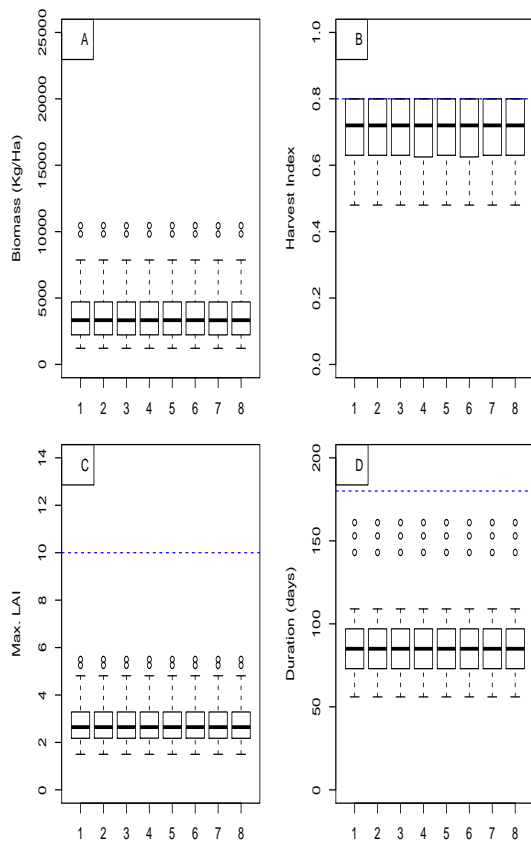 A
Biomass (Kg/Ha)
0
5000
10000
15000
20000
25000
1 2 3 4 5 6 7 8
B
Harvest Index
0.0
0.2
0.4
0.6
0.8
1.0
1 2 3 4 5 6 7 8
C
Max. LAI
0
2
4
6
8
10
12
14
1 2 3 4 5 6 7 8
D
Duration (days)
0
50
100
150
200
1 2 3 4 5 6 7 8